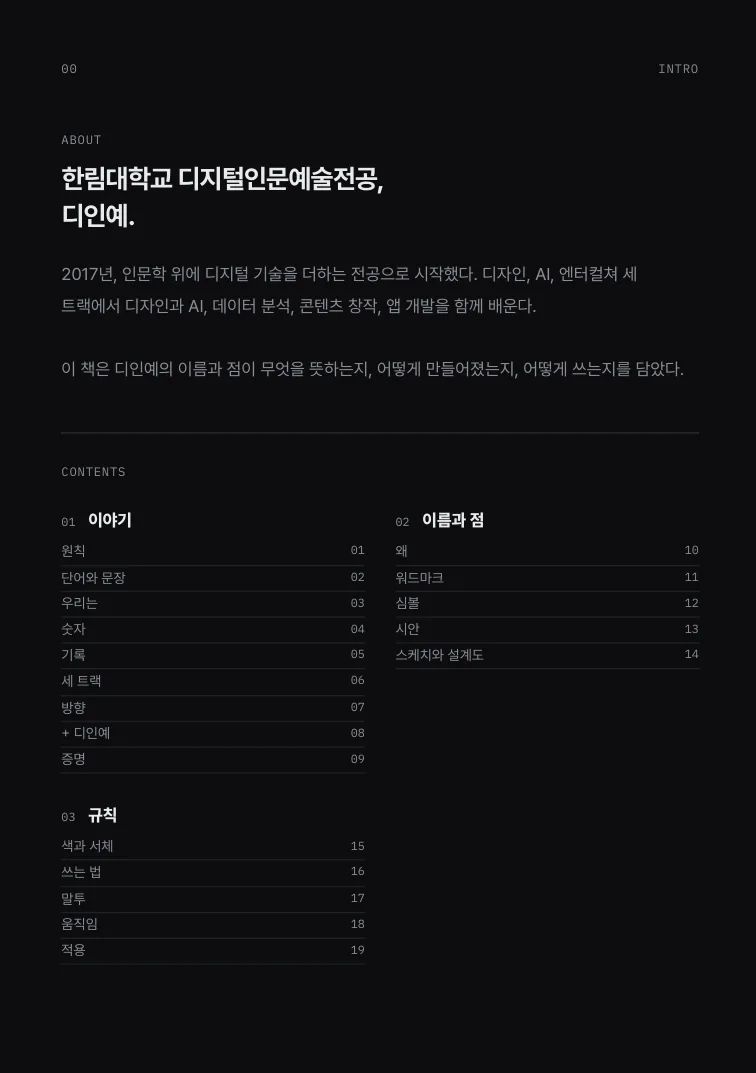 00 INTRO
ABOUT
한림대학교 디지털인문예술전공,
디인예.
2017년, 인문학 위에 디지털 기술을 더하는 전공으로 시작했다. 디자인, AI, 엔터컬쳐 세
트랙에서 디자인과 AI, 데이터 분석, 콘텐츠 창작, 앱 개발을 함께 배운다.
이 책은 디인예의 이름과 점이 무엇을 뜻하는지, 어떻게 만들어졌는지, 어떻게 쓰는지를 담았다.
CONTENTS
01 이야기
원칙 01
단어와 문장 02
우리는 03
숫자 04
기록 05
세 트랙 06
방향 07
+ 디인예 08
증명 09
02 이름과 점
왜 10
워드마크 11
심볼 12
시안 13
스케치와 설계도 14
03 규칙
색과 서체 15
쓰는 법 16
말투 17
움직임 18
적용 19